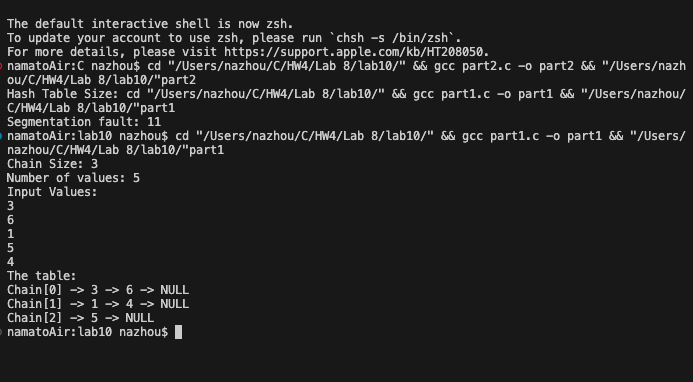 The default interactive shell is now zsh.
To update your account to use zsh, please run `chsh -s /bin/zsh`.
For more details, please visit https://support.apple.com/kb/HT208050.
namatoAir:C nazhou$ cd "/Users/nazhou/C/HW4/Lab 8/lab10/" && gcc part2.c -o part2 && "/Users/nazh
ou/C/HW4/Lab 8/lab10/"part2
Hash Table Size: cd "/Users/nazhou/C/HW4/Lab 8/lab10/" && gcc part1.c -o part1 && "/Users/nazhou/
C/HW4/Lab 8/lab10/"part1
Segmentation fault: 11
namatoAir:lab10 nazhou$ cd "/Users/nazhou/C/HW4/Lab 8/lab10/" && gcc part1.c -o part1 && "/Users/
nazhou/C/HW4/Lab 8/lab10/"part1
Chain Size: 3
Number of values: 5
Input Values:
3
6
1
5
4
The table:
Chain[0] -> 3 -> 6 -> NULL
Chain[1] -> 1 -> 4 -> NULL
Chain[2] -> 5 -> NULL
namatoAir:lab10 nazhou$